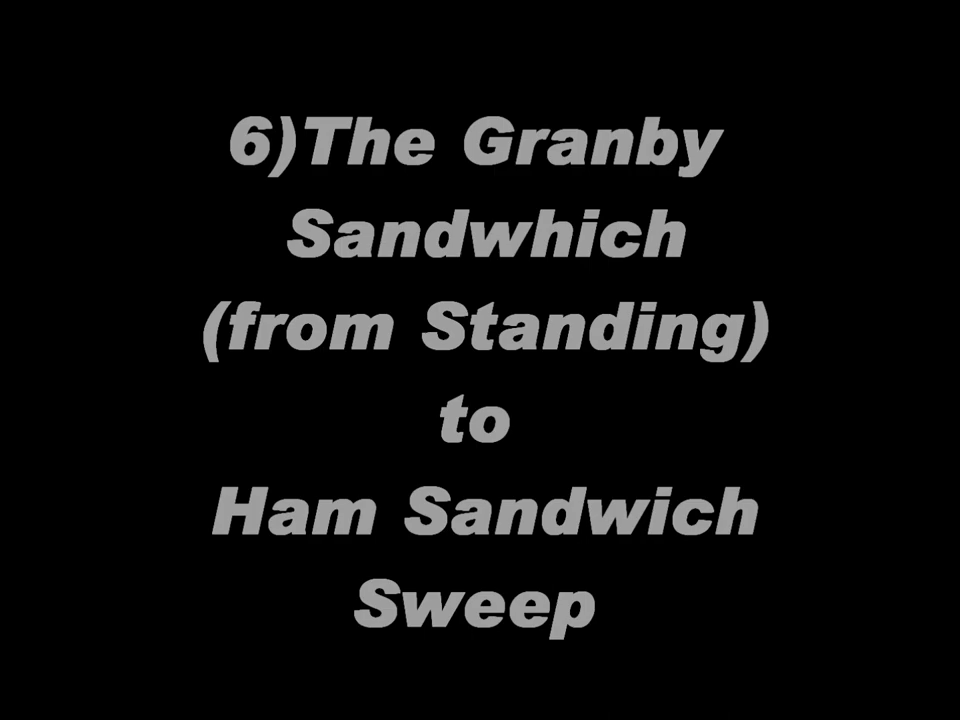 6)The Granby
Sandwhich
(from Standing)
to
Ham Sandwich
Sweep